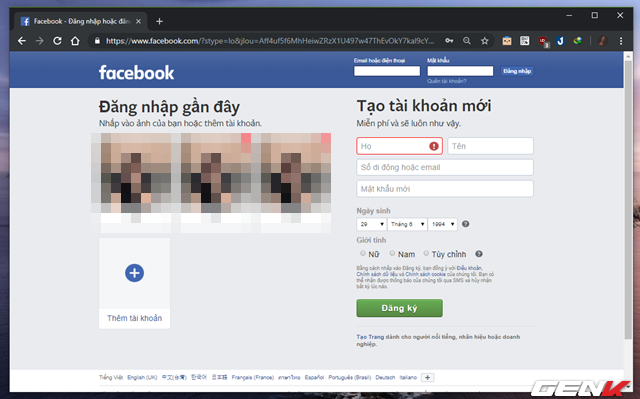 Facebook - Đăng nhập hoặc đăn
https://www.facebook.com/?stype=lo&jlou=Aff4uf5f6MhHeiwZRzX1U497w47ThEvOkY7kal9cY...
facebook
Email hoặc điện thoại
Mật khẩu
Đăng nhập
Quên tài khoản?
Đăng nhập gần đây
Nhấp vào ảnh của bạn hoặc thêm tài khoản.
Thêm tài khoản
Tạo tài khoản mới
Miễn phí và sẽ luôn như vậy.
Họ Tên
Số di động hoặc email
Mật khẩu mới
Ngày sinh
29 Tháng 6 1994
Giới tính
Nữ Nam Tùy chỉnh
Bằng cách nhấp vào Đăng ký, bạn đồng ý với Điều khoản,
Chính sách dữ liệu và Chính sách cookie của chúng tôi. Bạn có
thể nhận được thông báo của chúng tôi qua SMS và hủy nhận
bất kỳ lúc nào.
Đăng ký
Tạo Trang dành cho người nổi tiếng, nhãn hiệu hoặc doanh
nghiệp.
Tiếng Việt English (UK) 中文(台灣) 한국어 日本語 Français (France) ภาษาไทย Español Português (Brasil) Deutsch Italiano
GENK